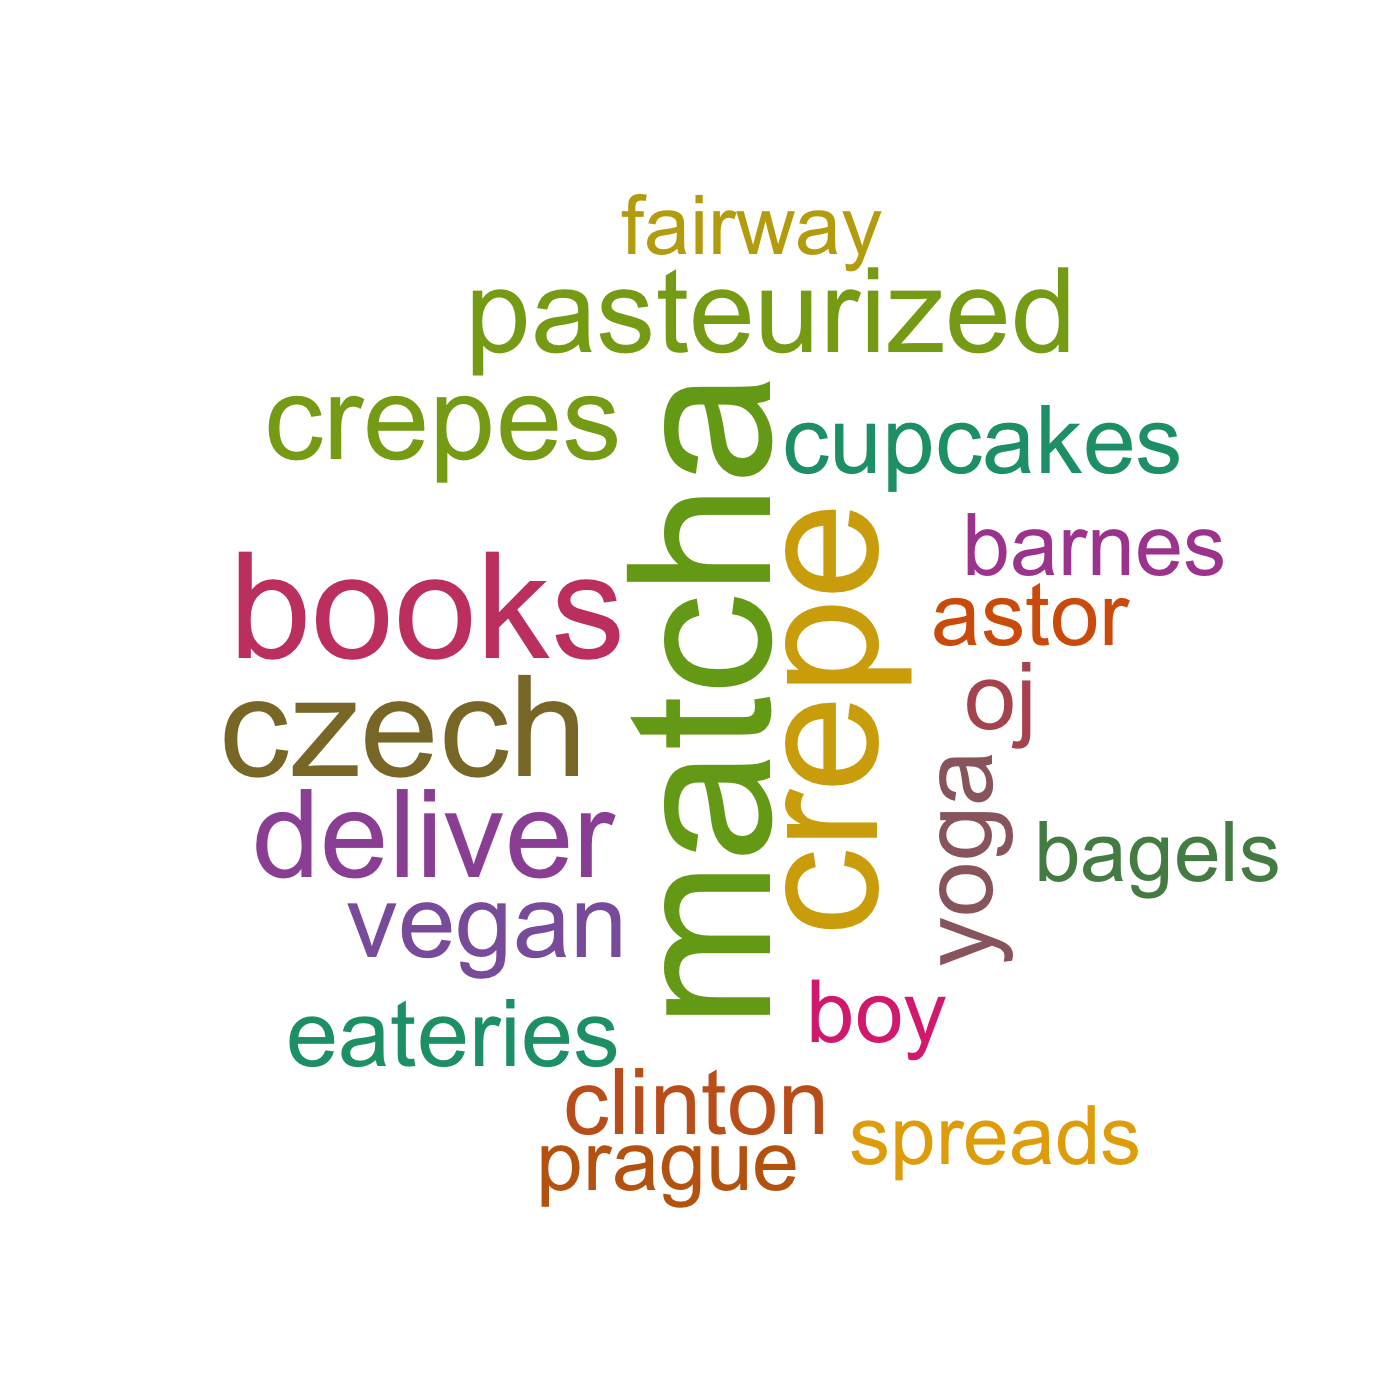 fairway
pasteurized
crepes
matcha
cupcakes
crepe
barnes
books
astor
oj
czech
yoga
deliver
bagels
vegan
boy
eateries
clinton
spreads
prague